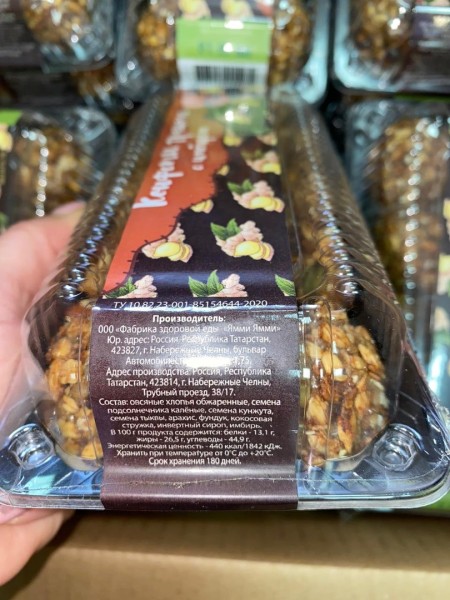 ТУ 10.82.23-001-85154644-2020
Производитель:
ООО «Фабрика здоровой еды «Ямми Ямми»
Юр. адрес: Россия, Республика Татарстан,
423827, г. Набережные Челны, бульвар
Адрес производства: Россия, Республика
Татарстан, 423814, г. Набережные Челны,
Трубный проезд, 38/17.
Состав: овсяные хлопья обжаренные, семена
подсолнечника калёные, семена кунжута,
семена тыквы, арахис, фундук, кокосовая
стружка, инвертный сироп, имбирь.
В 100 г продукта содержится: белки - 13,1 г,
жиры - 26,5 г, углеводы - 44,9 г.
Энергетическая ценность - 440 ккал/1842 кДж.
Хранить при температуре от 0°С до +20°С.
Срок хранения 180 дней.